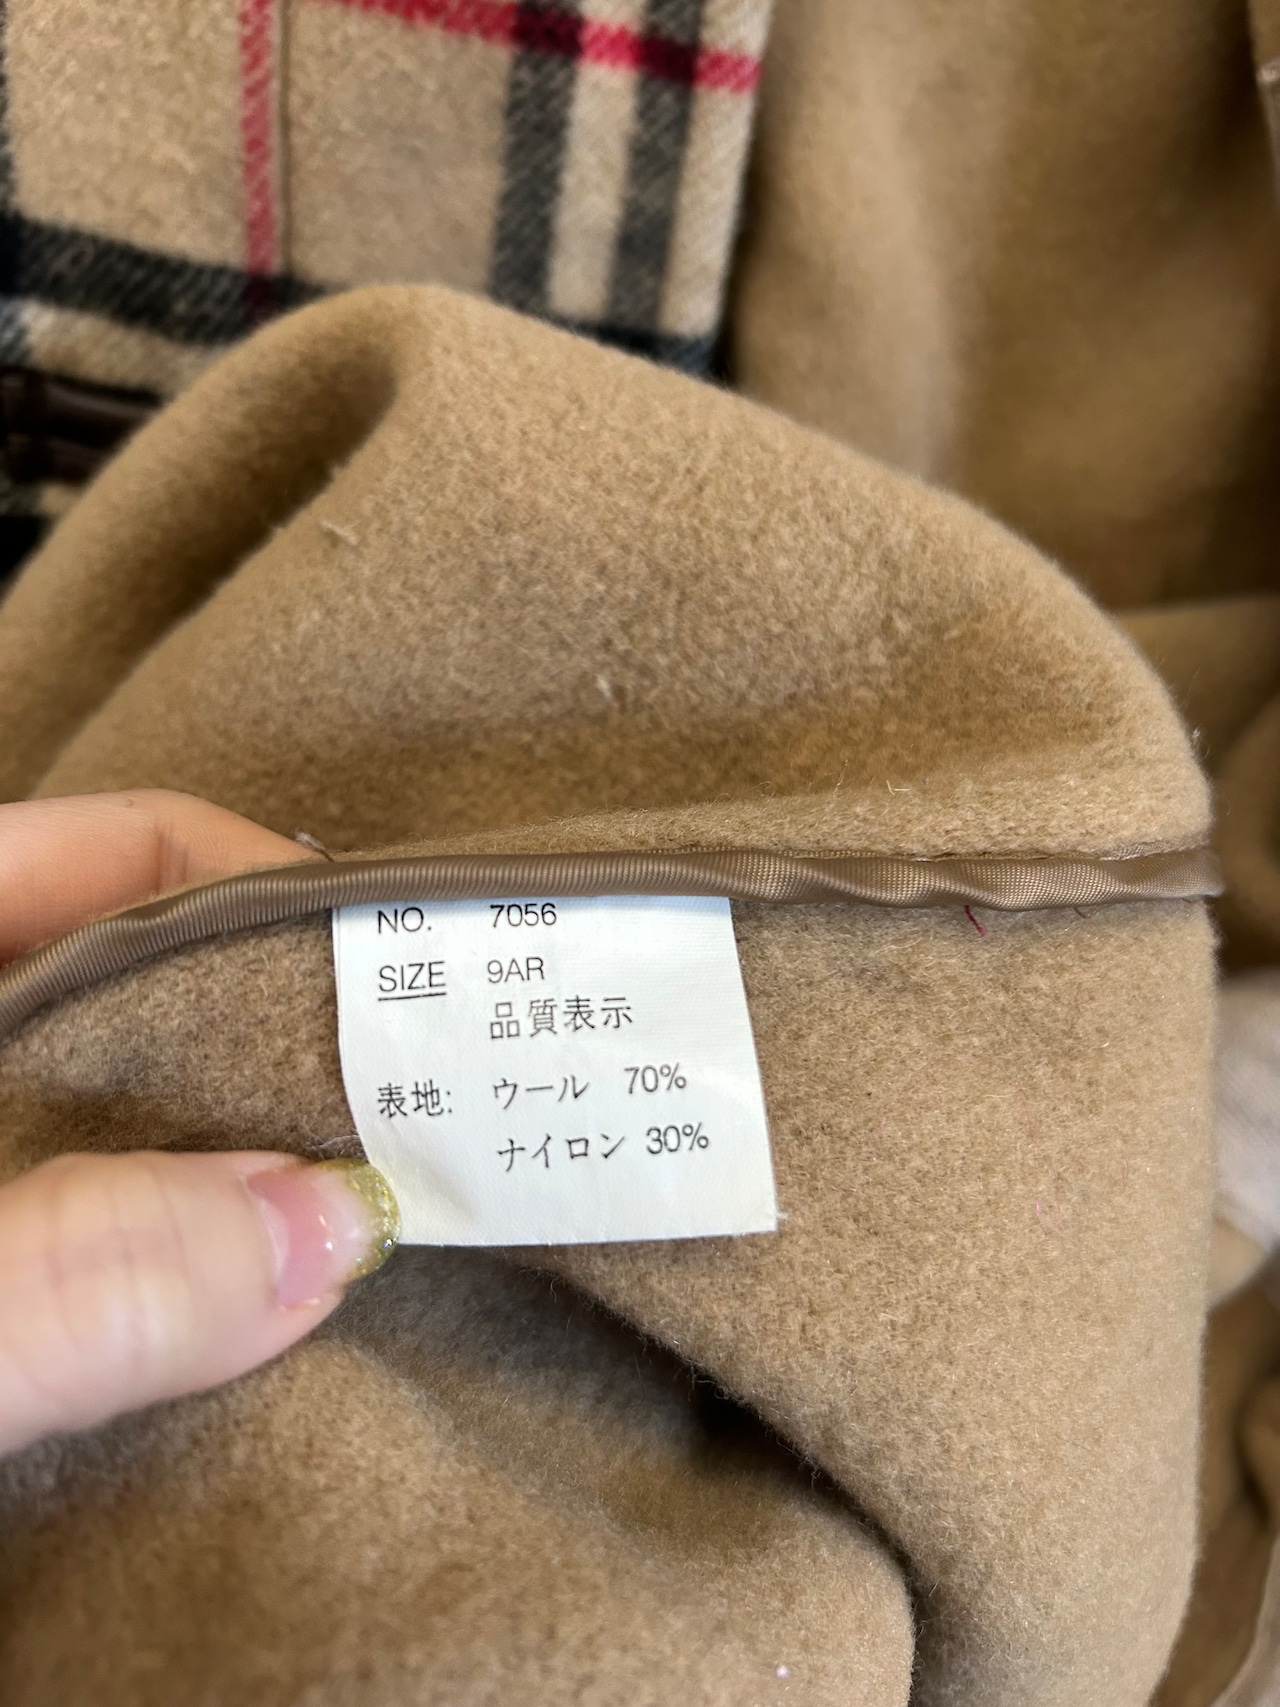 NO. 7056
SIZE 9AR
品質表示
表地: ウール 70%
ナイロン 30%